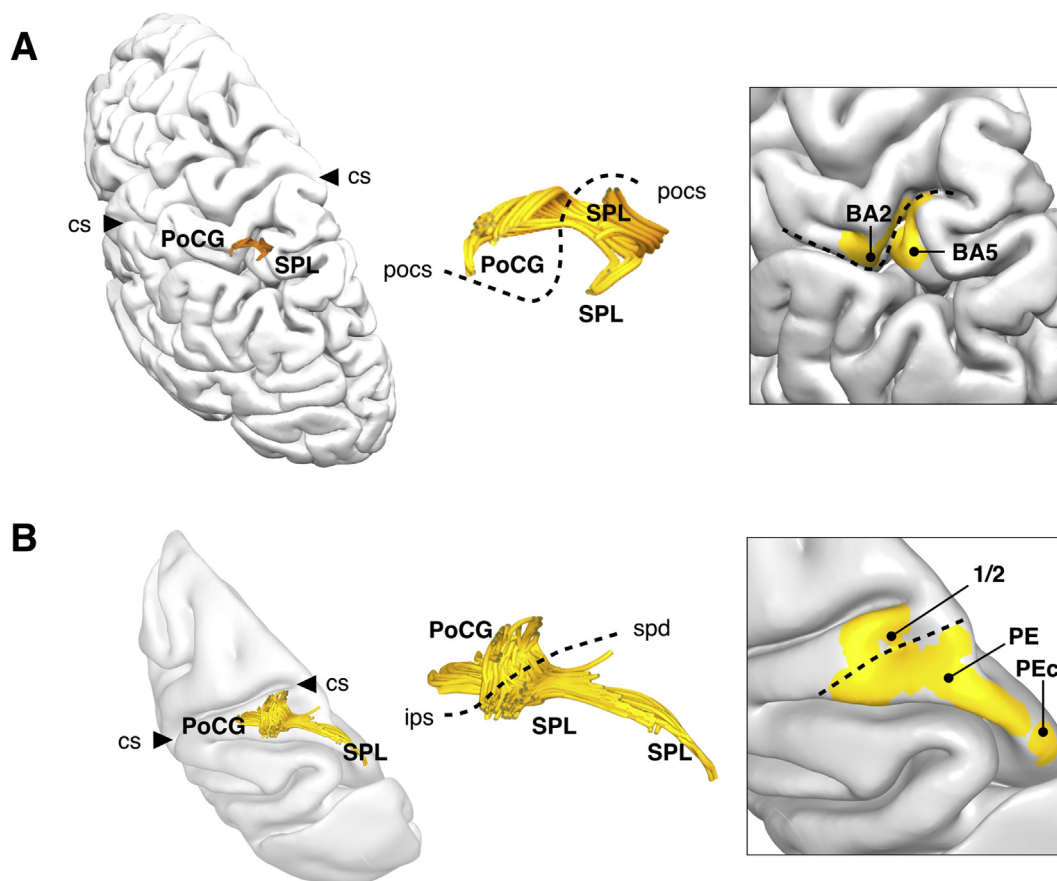 A
cs
cs
PoCG
SPL
pocs
SPL
PoCG
pocs
SPL
BA2
BA5
B
cs
PoCG
cs
SPL
PoCG
spd
ips
SPL
SPL
1/2
PE
PEc